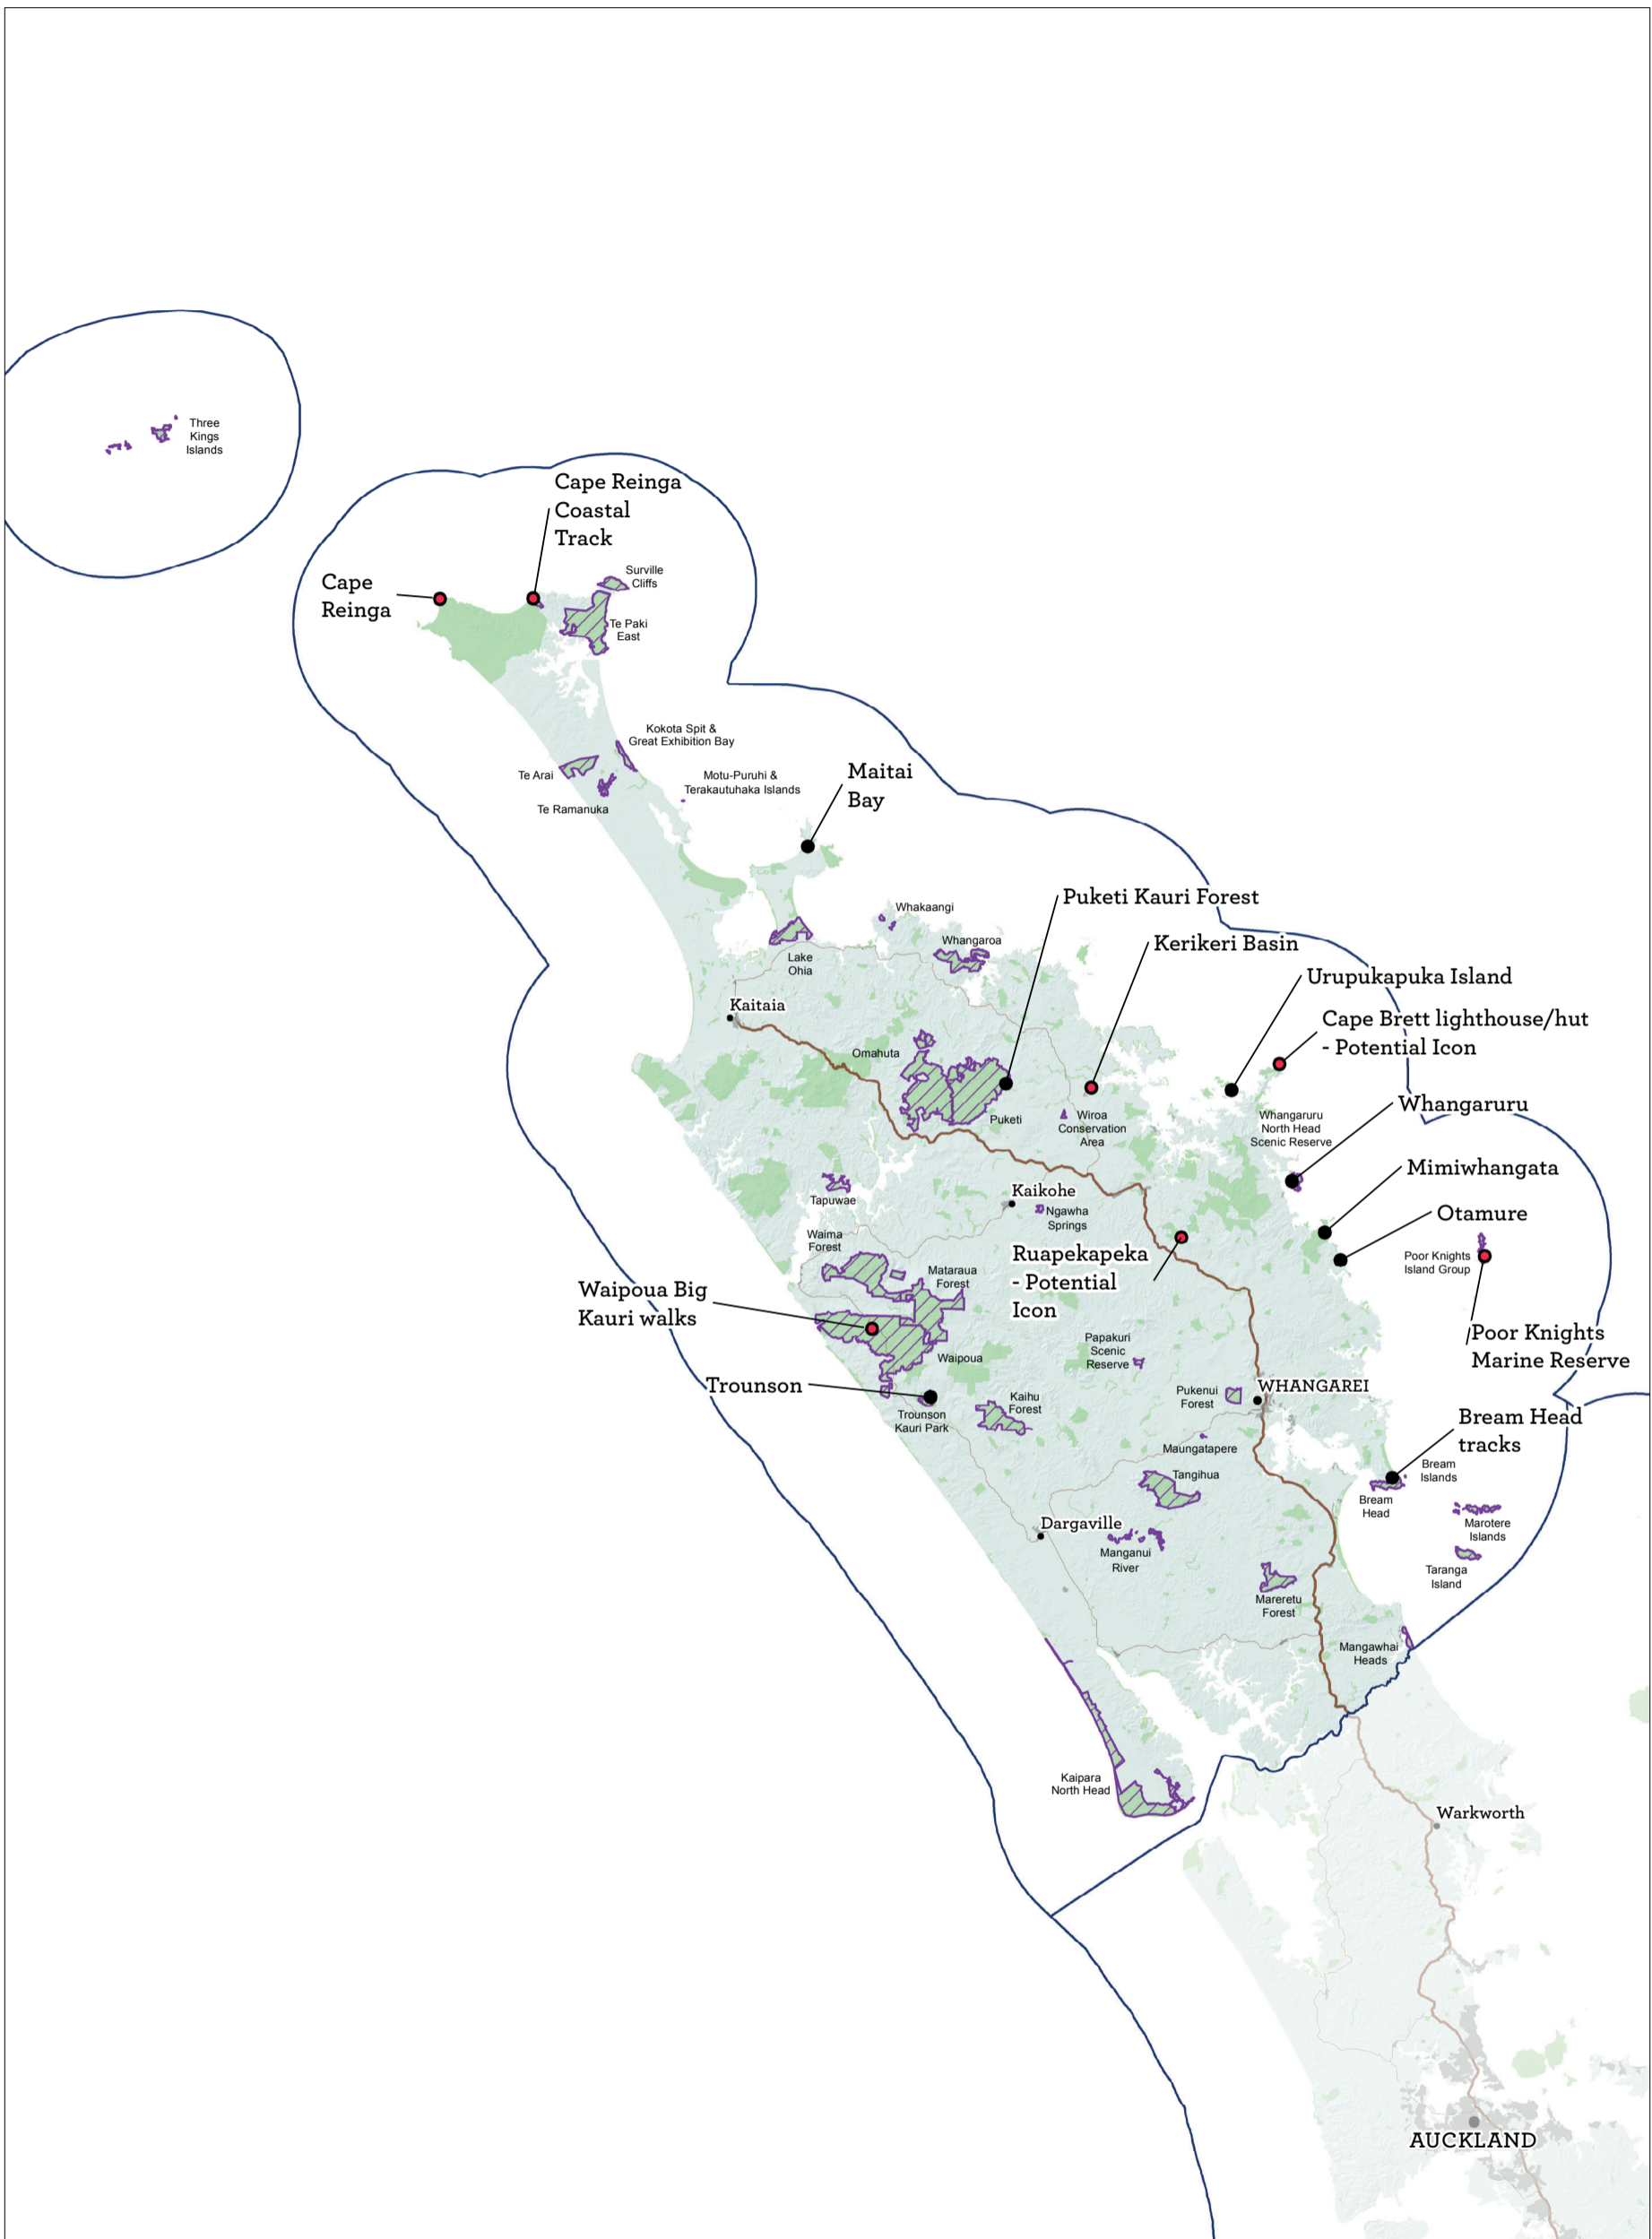 Three
Kings
Islands
Cape Reinga
Coastal
Track
Cape
Reinga
Surville
Cliffs
Te Paki
East
Kokota Spit &
Great Exhibition Bay
Te Arai
Te Ramanuka
Motu-Puruhi &
Terakautuhaka Islands
Maitai
Bay
Puketi Kauri Forest
Whakaangi
Whangaroa
Kerikeri Basin
Lake
Ohia
Urupukapuka Island
Kaitaia
Cape Brett lighthouse/hut
- Potential Icon
Omahuta
Puketi
Wiroa
Conservation
Area
Whangaruru
North Head
Scenic Reserve
Whangaruru
Mimiwhangata
Tapuwae
Kaikohe
Ngawha
Springs
Otamure
Waima
Forest
Ruapekapeka
- Potential
Icon
Poor Knights
Island Group
Mataraua
Forest
Waipoua Big
Kauri walks
Poor Knights
Marine Reserve
Waipoua
Papakuri
Scenic
Reserve
Trounson
Pukenui
Forest
WHANGAREI
Trounson
Kauri Park
Kaihu
Forest
Bream Head
tracks
Maungatapere
Bream
Islands
Tangihua
Bream
Head
Marotere
Islands
Dargaville
Manganui
River
Taranga
Island
Mareretu
Forest
Mangawhai
Heads
Kaipara
North Head
Warkworth
AUCKLAND